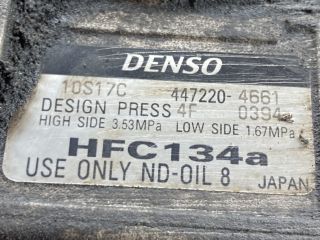 DENSO
10S17C 447220-4661
DESIGN PRESS 4F 0394
HIGH SIDE 3.53MPa LOW SIDE 1.67MPa
HFC134a
USE ONLY ND-OIL 8 JAPAN